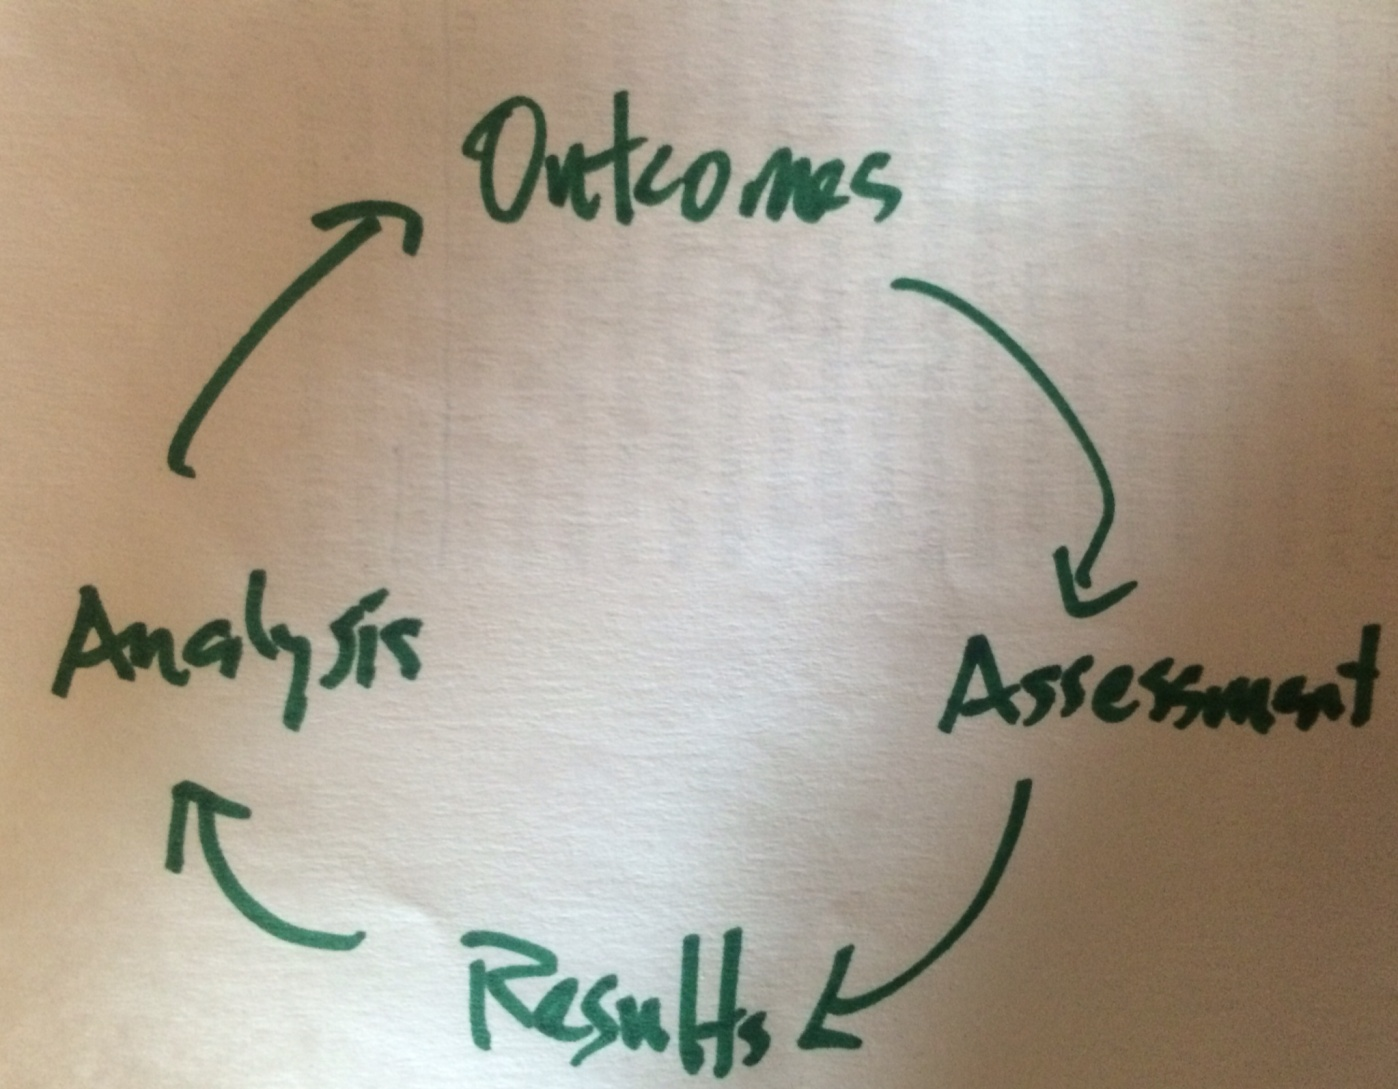 Outcomes
Analysis
Assessment
Results